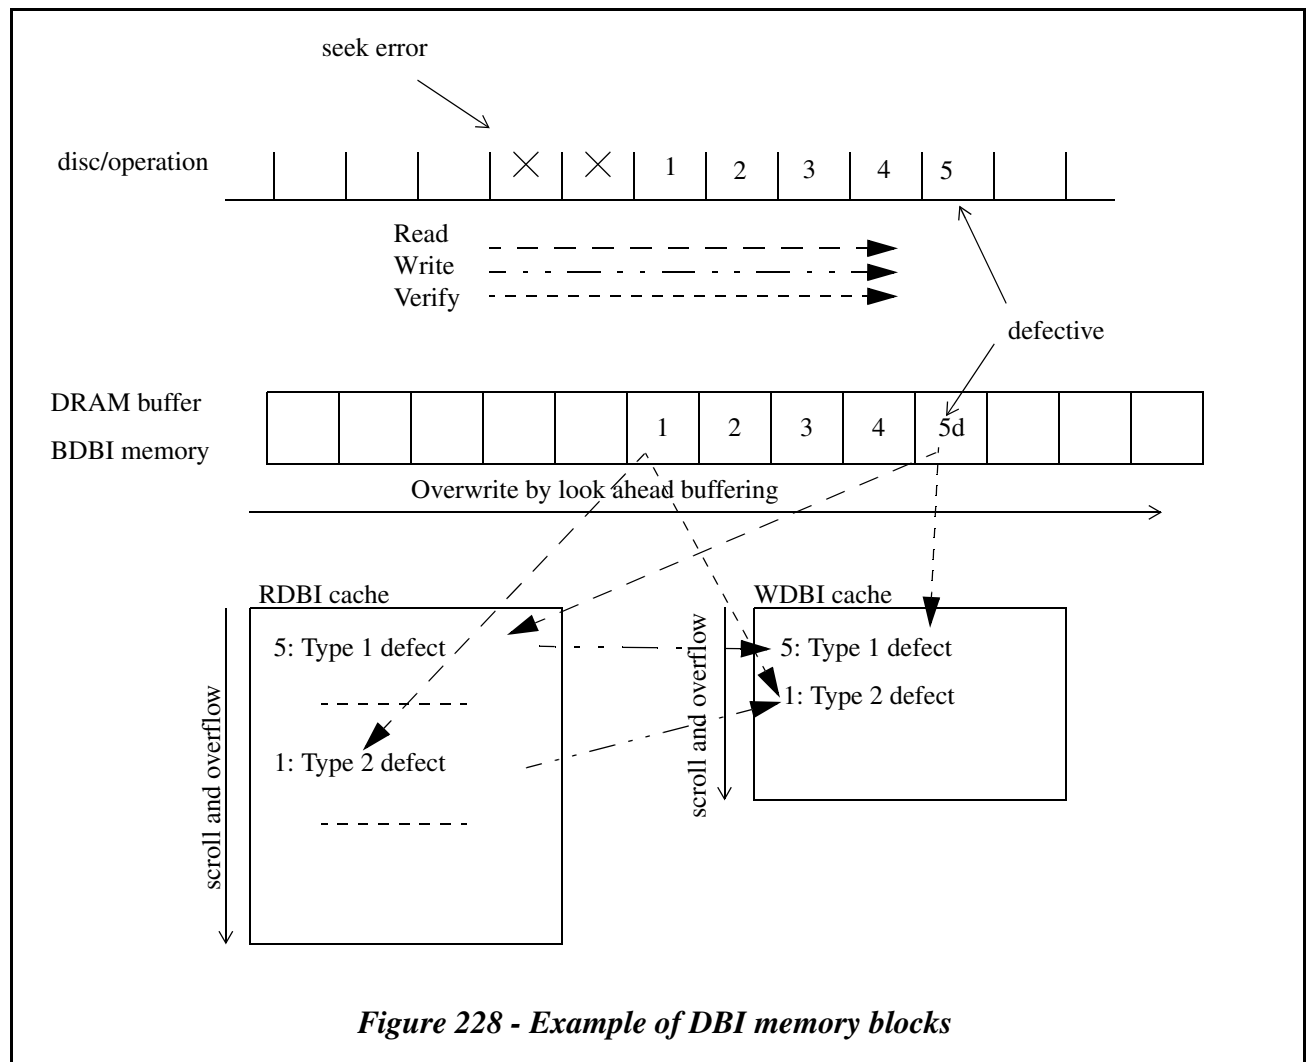 seek error
disc/operation
1 2 3 4 5
Read
Write
Verify
defective
DRAM buffer
BDBI memory
1 2 3 4 5d
Overwrite by look ahead buffering
RDBI cache
WDBI cache
5: Type 1 defect
1: Type 2 defect
scroll and overflow
5: Type 1 defect
1: Type 2 defect
scroll and overflow
Figure 228 - Example of DBI memory blocks